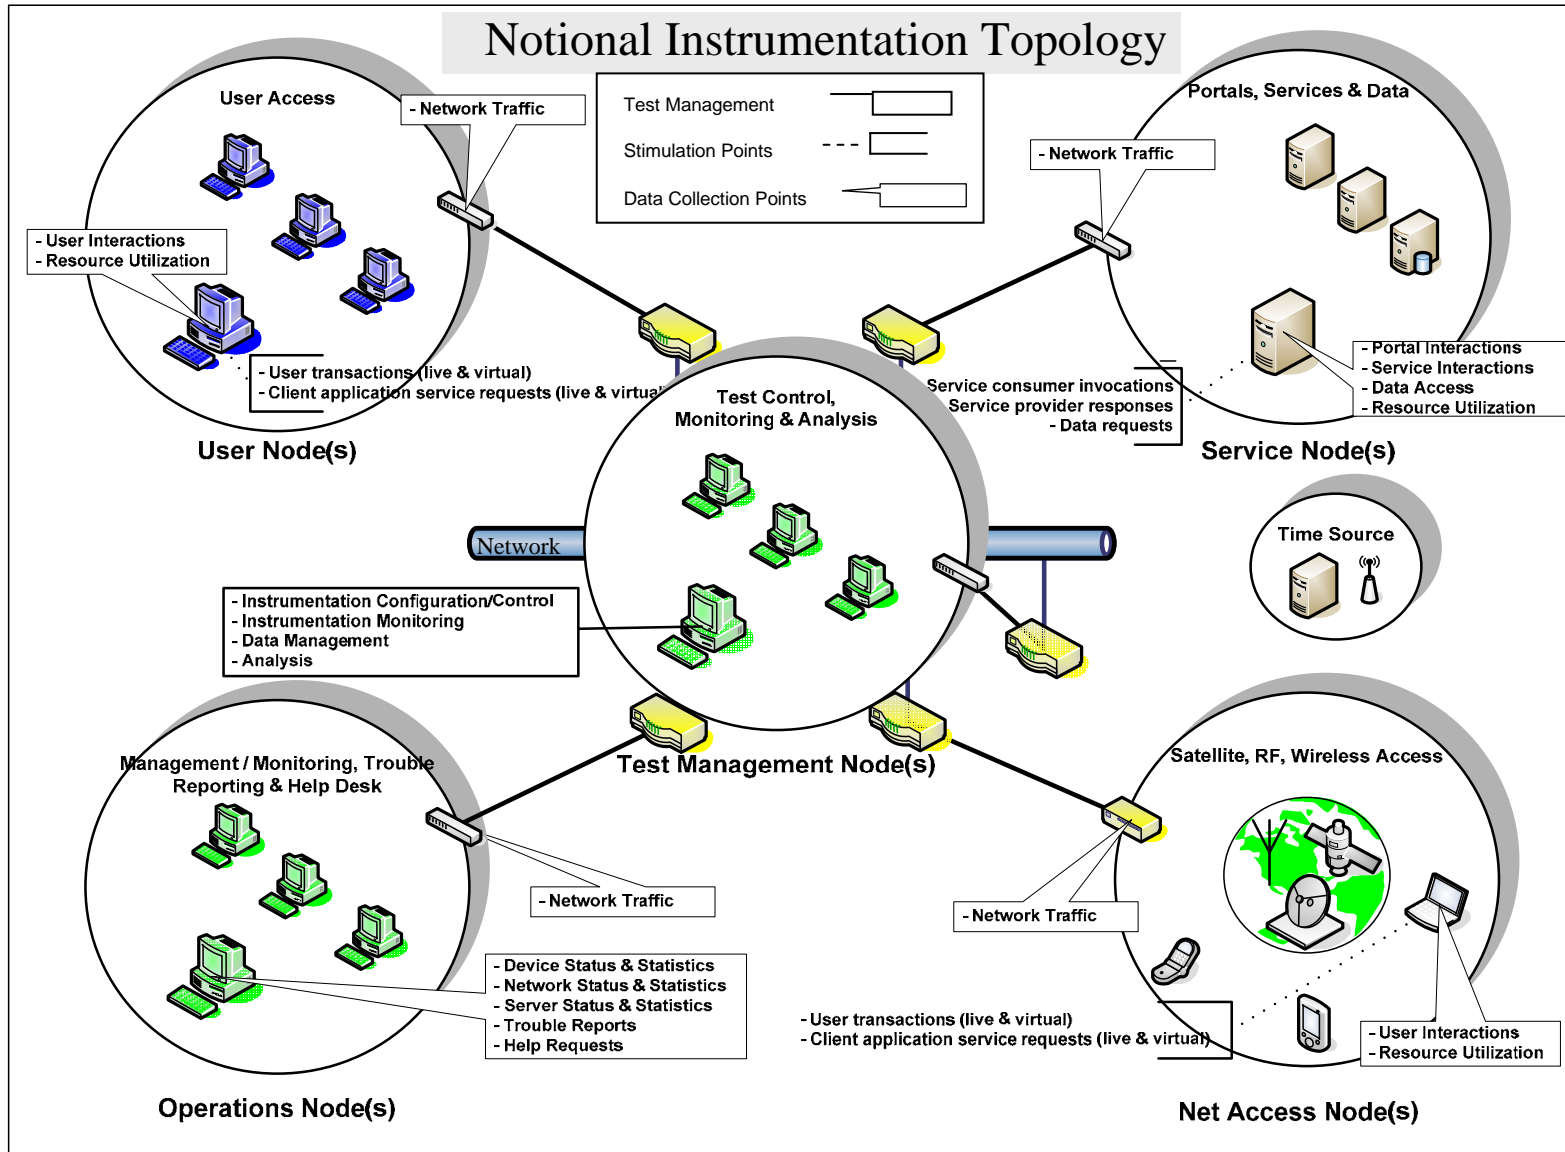 Notional Instrumentation Topology
Test Management
Stimulation Points
Data Collection Points
User Access
- Network Traffic
- User Interactions
- Resource Utilization
- User transactions (live & virtual)
- Client application service requests (live & virtual)
User Node(s)
Portals, Services & Data
- Network Traffic
- Portal Interactions
- Service Interactions
- Data Access
- Resource Utilization
Service consumer invocations
- Service provider responses
- Data requests
Service Node(s)
Test Control,
Monitoring & Analysis
Network
- Instrumentation Configuration/Control
- Instrumentation Monitoring
- Data Management
- Analysis
Test Management Node(s)
Time Source
Management / Monitoring, Trouble
Reporting & Help Desk
- Network Traffic
- Device Status & Statistics
- Network Status & Statistics
- Server Status & Statistics
- Trouble Reports
- Help Requests
Operations Node(s)
Satellite, RF, Wireless Access
- Network Traffic
- User transactions (live & virtual)
- Client application service requests (live & virtual)
- User Interactions
- Resource Utilization
Net Access Node(s)